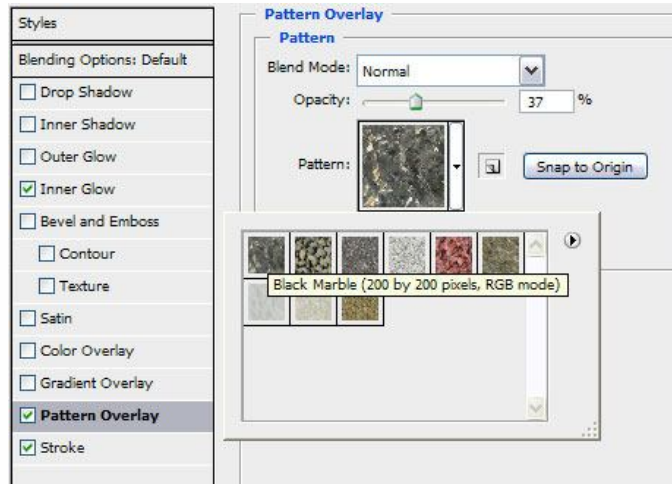 Styles
Blending Options: Default
Drop Shadow
Inner Shadow
Outer Glow
Inner Glow
Bevel and Emboss
Contour
Texture
Satin
Color Overlay
Gradient Overlay
Pattern Overlay
Stroke
Pattern Overlay
Pattern
Blend Mode: Normal
Opacity: 37 %
Pattern: Snap to Origin
Black Marble (200 by 200 pixels, RGB mode)